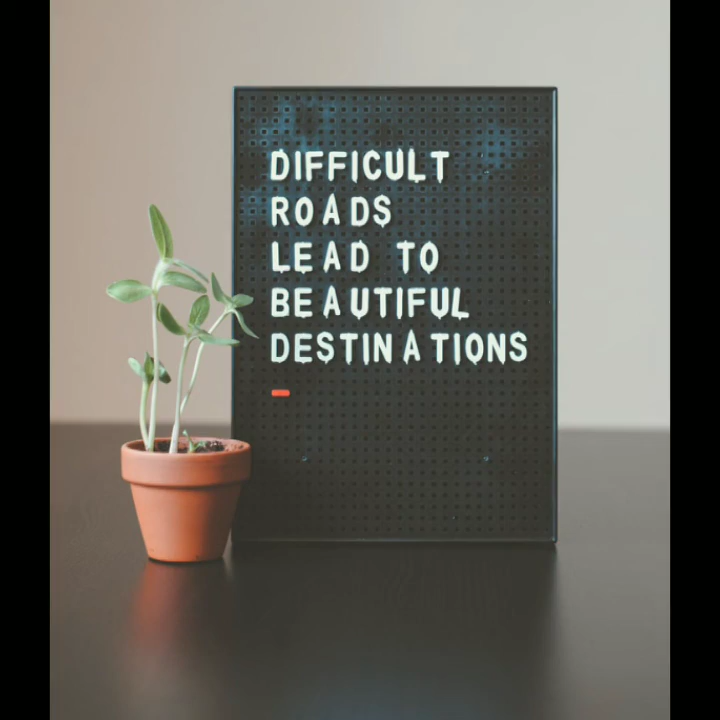 DIFFICULT
ROADS
LEAD TO
BEAUTIFUL
DESTINATIONS